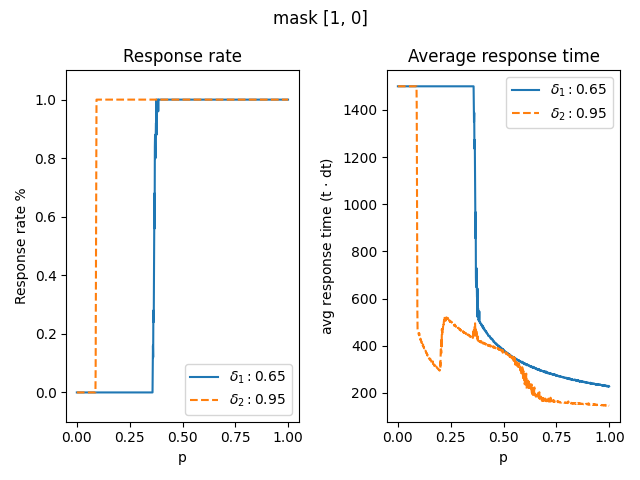 mask [1, 0]
Response rate
Response rate %
1.0
0.8
0.6
0.4
0.2
0.0
0.00 0.25 0.50 0.75 1.00
p
δ₁ : 0.65
δ₂ : 0.95
Average response time
avg response time (t · dt)
1400
1200
1000
800
600
400
200
0.00 0.25 0.50 0.75 1.00
p
δ₁ : 0.65
δ₂ : 0.95